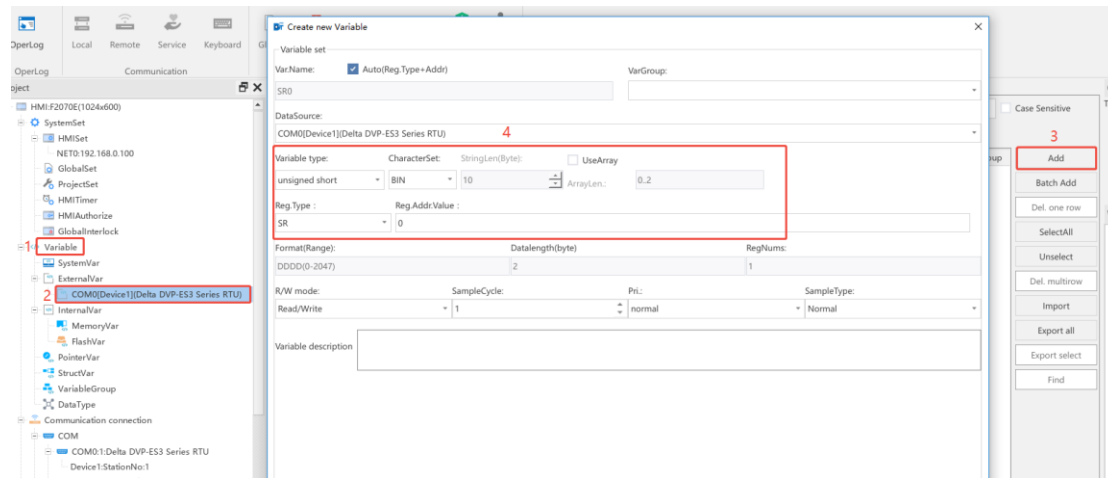 OperLog
Local
Remote
Service
Keyboard
OperLog
Communication
HMI:F2070E(1024x600)
SystemSet
HMISet
NET0:192.168.0.100
GlobalSet
ProjectSet
HMITimer
HMIAuthorize
GlobalInterlock
1
Variable
SystemVar
ExternalVar
2
COM0[Device1](Delta DVP-ES3 Series RTU)
InternalVar
MemoryVar
FlashVar
PointerVar
StructVar
VariableGroup
DataType
Communication connection
COM
COM0:1:Delta DVP-ES3 Series RTU
Device1:StationNo:1
Create new Variable
Variable set
Var.Name:
Auto(Reg.Type+Addr)
VarGroup:
SR0
DataSource:
COM0[Device1](Delta DVP-ES3 Series RTU)
4
Variable type:
CharacterSet:
StringLen(Byte):
UseArray
unsigned short
BIN
10
ArrayLen.:
0..2
Reg.Type :
Reg.Addr.Value :
SR
0
Format(Range):
Datalength(byte)
RegNums:
DDDD(0-2047)
2
1
R/W mode:
SampleCycle:
Pri.:
SampleType:
Read/Write
1
normal
Normal
Variable description
Case Sensitive
3
Add
Batch Add
Del. one row
SelectAll
Unselect
Del. multirow
Import
Export all
Export select
Find